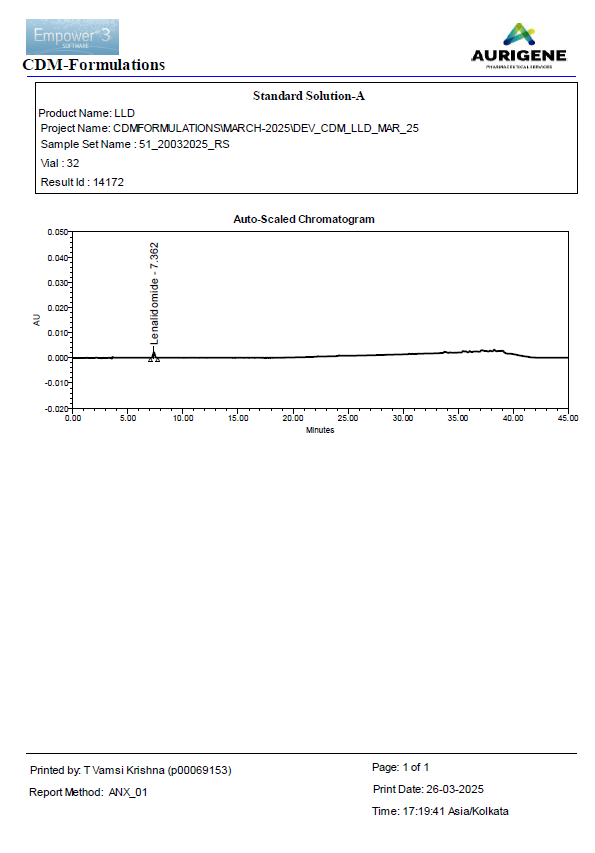 Empower 3
SOFTWARE
AURIGENE
PHARMACEUTICAL SERVICES
CDM-Formulations
Standard Solution-A
Product Name: LLD
Project Name: CDMFORMULATIONS\MARCH-2025\DEV_CDM_LLD_MAR_25
Sample Set Name : 51_20032025_RS
Vial : 32
Result Id : 14172
Auto-Scaled Chromatogram
Lenalidomide - 7.362
AU
0.050
0.040
0.030
0.020
0.010
0.000
-0.010
-0.020
0.00 5.00 10.00 15.00 20.00 25.00 30.00 35.00 40.00 45.00
Minutes
Printed by: T Vamsi Krishna (p00069153)
Page: 1 of 1
Report Method: ANX_01
Print Date: 26-03-2025
Time: 17:19:41 Asia/Kolkata